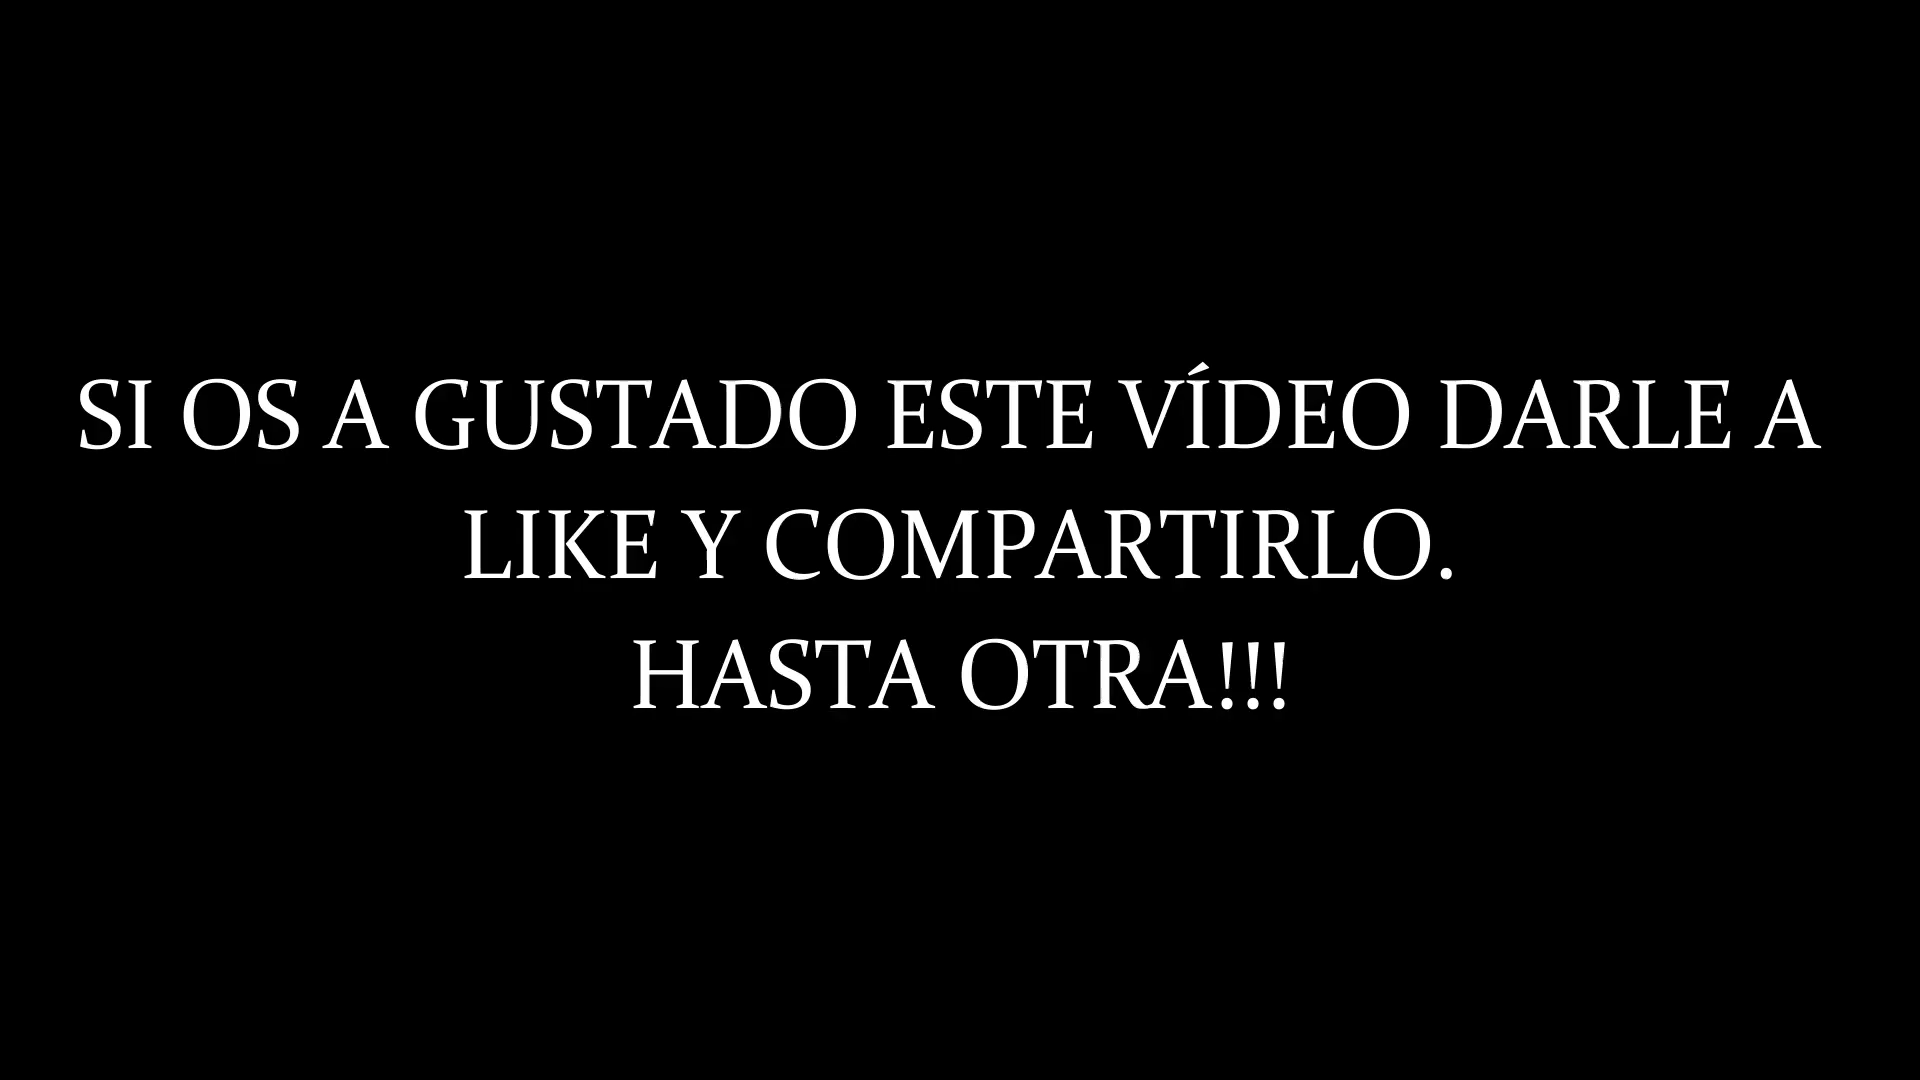 SI OS A GUSTADO ESTE VÍDEO DARLE A
LIKE Y COMPARTIRLO.
HASTA OTRA!!!